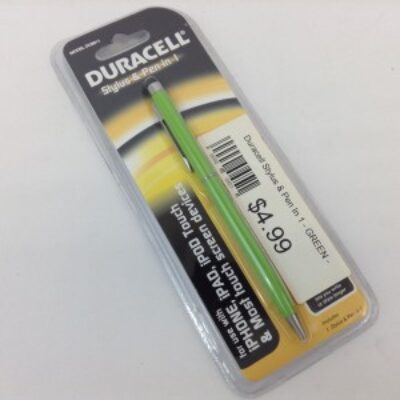 DURACELL
Stylus & Pen in 1
Duracell Stylus & Pen In 1 - GREEN -
$4.99
for use with
iPHONE, iPAD, iPOD Touch
& Most touch screen devices
Includes